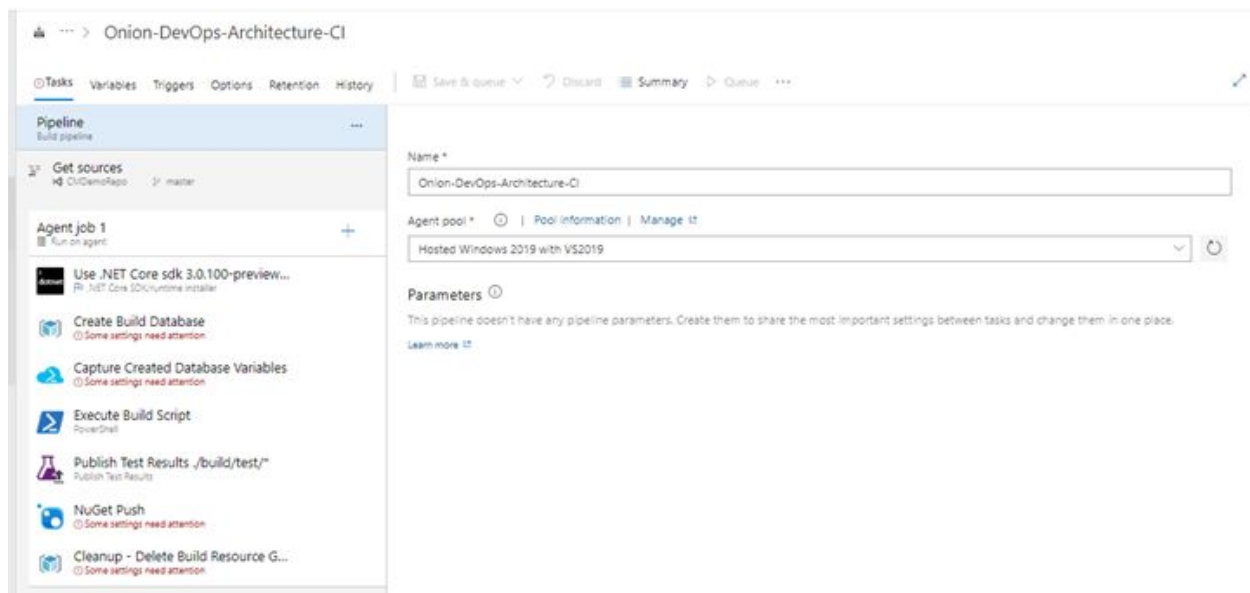 ... > Onion-DevOps-Architecture-CI
Tasks Variables Triggers Options Retention History Save & queue Discard Summary Queue ...
Pipeline ...
Build pipeline
Get sources
CMDemoRepo master
Agent job 1 +
Run on agent
Use .NET Core sdk 3.0.100-preview...
.NET Core SDK/runtime installer
Create Build Database
Some settings need attention
Capture Created Database Variables
Some settings need attention
Execute Build Script
PowerShell
Publish Test Results ./build/test/*
Publish Test Results
NuGet Push
Some settings need attention
Cleanup - Delete Build Resource G...
Some settings need attention
Name *
Onion-DevOps-Architecture-CI
Agent pool * | Pool information | Manage
Hosted Windows 2019 with VS2019
Parameters
This pipeline doesn't have any pipeline parameters. Create them to share the most important settings between tasks and change them in one place.
Learn more